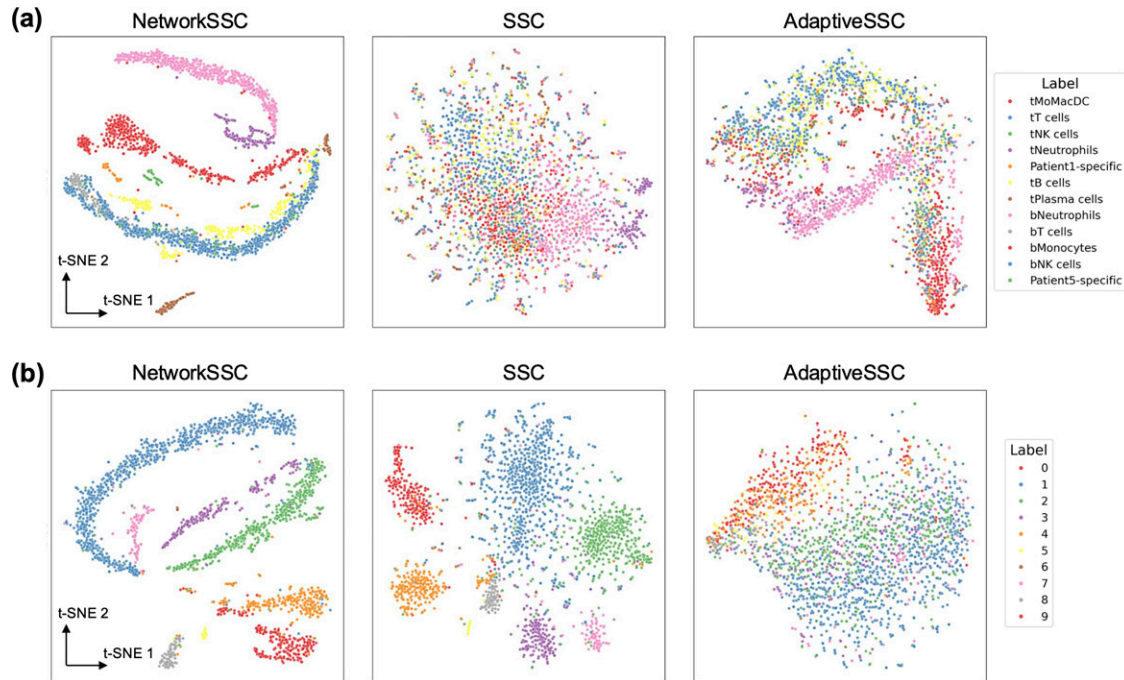 (a)
NetworkSSC
SSC
AdaptiveSSC
t-SNE 2
t-SNE 1
Label
tMoMacDC
tT cells
tNK cells
tNeutrophils
Patient1-specific
tB cells
tPlasma cells
bNeutrophils
bT cells
bMonocytes
bNK cells
Patient5-specific
(b)
NetworkSSC
SSC
AdaptiveSSC
t-SNE 2
t-SNE 1
Label
0
1
2
3
4
5
6
7
8
9